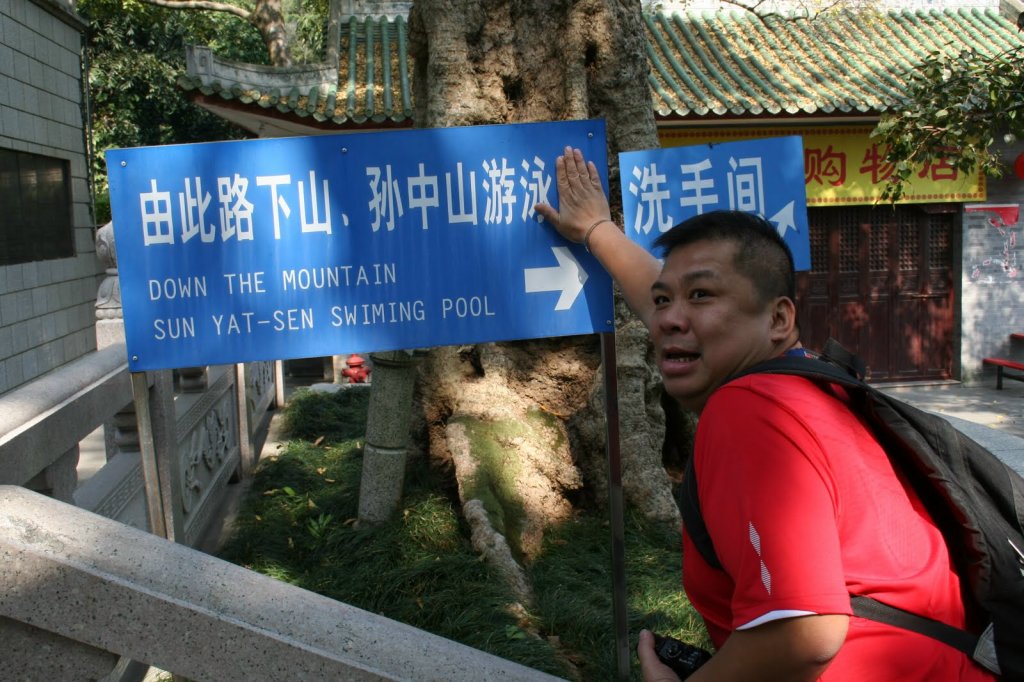 由此路下山、孙中山游泳
DOWN THE MOUNTAIN
SUN YAT-SEN SWIMING POOL
洗手间
购物店